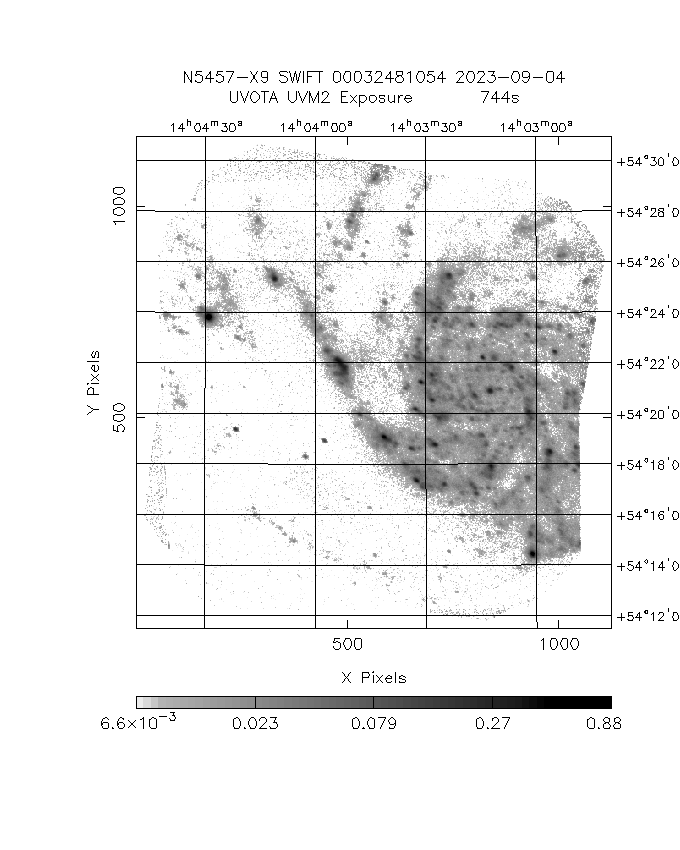 N5457-X9 SWIFT 00032481054 2023-09-04
UVOTA UVM2 Exposure 744s
14ʰ04ᵐ30ˢ 14ʰ04ᵐ00ˢ 14ʰ03ᵐ30ˢ 14ʰ03ᵐ00ˢ
+54°30'0
+54°28'0
1000
+54°26'0
+54°24'0
+54°22'0
Y Pixels
+54°20'0
500
+54°18'0
+54°16'0
+54°14'0
+54°12'0
500 1000
X Pixels
6.6×10⁻³ 0.023 0.079 0.27 0.88